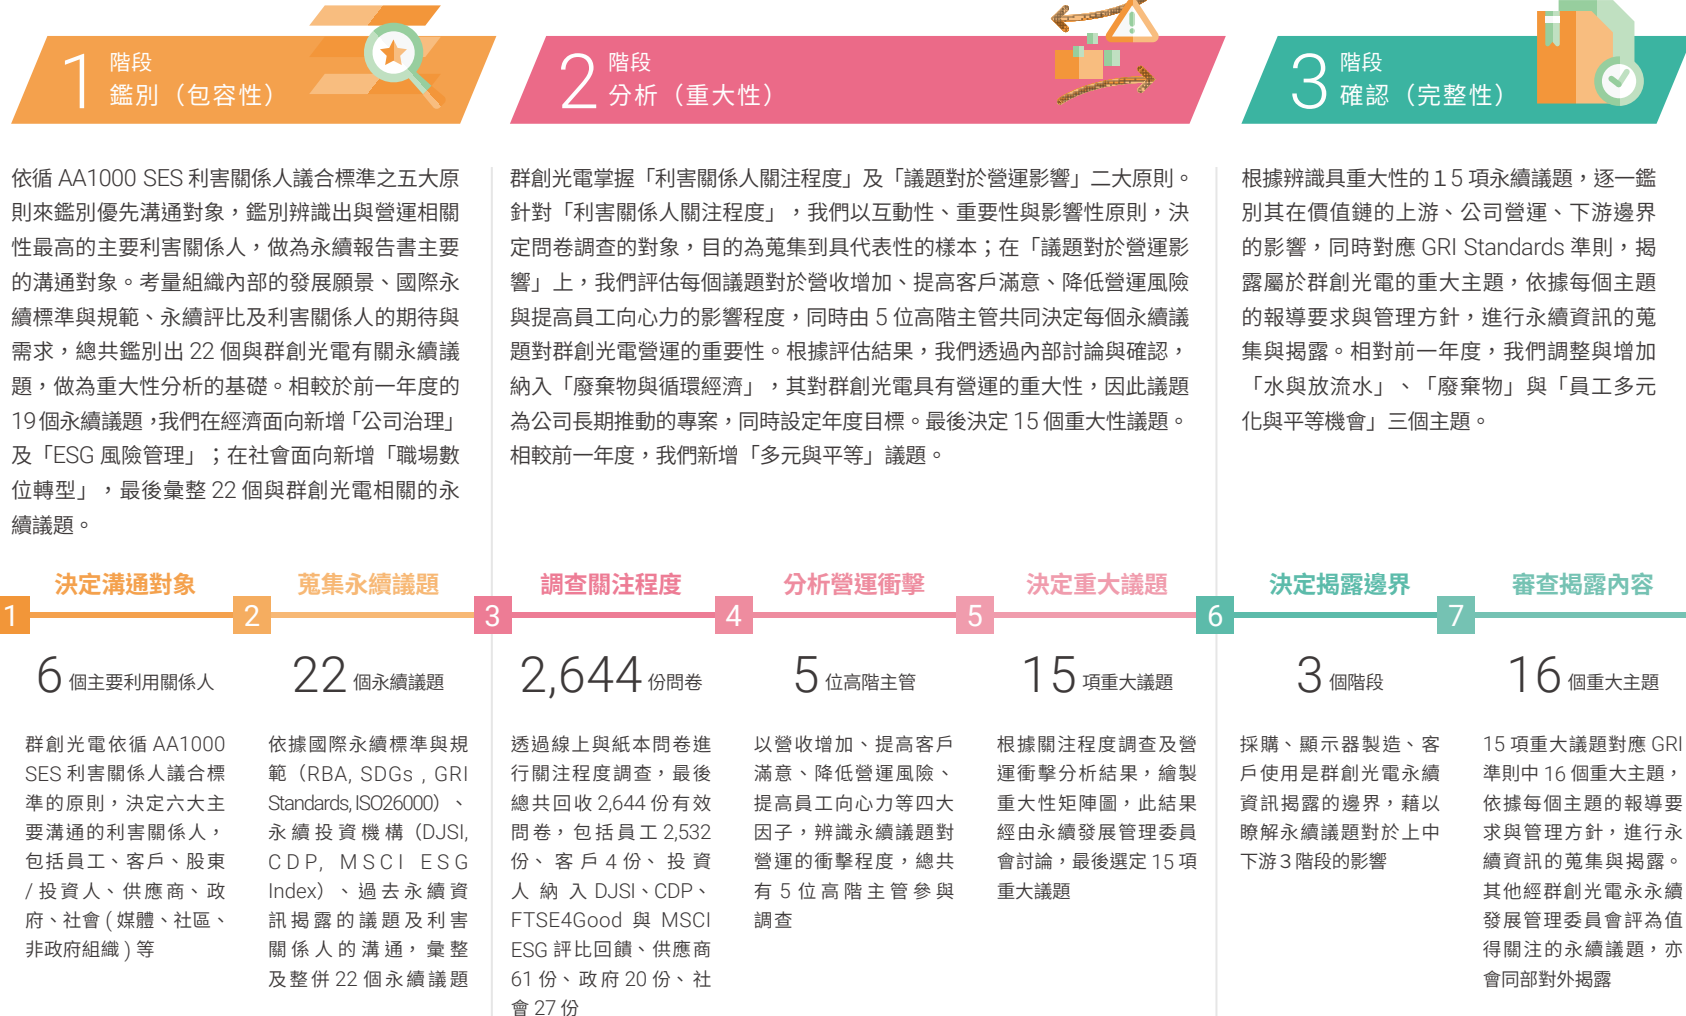 1
階段
鑑別（包容性）
2
階段
分析（重大性）
3
階段
確認（完整性）
依循 AA1000 SES 利害關係人議合標準之五大原
則來鑑別優先溝通對象，鑑別辨識出與營運相關
性最高的主要利害關係人，做為永續報告書主要
的溝通對象。考量組織內部的發展願景、國際永
續標準與規範、永續評比及利害關係人的期待與
需求，總共鑑別出 22 個與群創光電有關永續議
題，做為重大性分析的基礎。相較於前一年度的
19個永續議題，我們在經濟面向新增「公司治理」
及「ESG 風險管理」；在社會面向新增「職場數
位轉型」，最後彙整 22 個與群創光電相關的永
續議題。
群創光電掌握「利害關係人關注程度」及「議題對於營運影響」二大原則。
針對「利害關係人關注程度」，我們以互動性、重要性與影響性原則，決
定問卷調查的對象，目的為蒐集到具代表性的樣本；在「議題對於營運影
響」上，我們評估每個議題對於營收增加、提高客戶滿意、降低營運風險
與提高員工向心力的影響程度，同時由 5 位高階主管共同決定每個永續議
題對群創光電營運的重要性。根據評估結果，我們透過內部討論與確認，
納入「廢棄物與循環經濟」，其對群創光電具有營運的重大性，因此議題
為公司長期推動的專案，同時設定年度目標。最後決定 15 個重大性議題。
相較前一年度，我們新增「多元與平等」議題。
根據辨識具重大性的１5 項永續議題，逐一鑑
別其在價值鏈的上游、公司營運、下游邊界
的影響，同時對應 GRI Standards 準則，揭
露屬於群創光電的重大主題，依據每個主題
的報導要求與管理方針，進行永續資訊的蒐
集與揭露。相對前一年度，我們調整與增加
「水與放流水」、「廢棄物」與「員工多元
化與平等機會」三個主題。
1
決定溝通對象
6 個主要利用關係人
群創光電依循 AA1000
SES 利害關係人議合標
準的原則，決定六大主
要溝通的利害關係人，
包括員工、客戶、股東
/ 投資人、供應商、政
府、社會 ( 媒體、社區、
非政府組織 ) 等
2
蒐集永續議題
22 個永續議題
依據國際永續標準與規
範（RBA, SDGs , GRI
Standards, ISO26000）、
永續投資機構（DJSI,
CDP, MSCI ESG
Index）、過去永續資
訊揭露的議題及利害
關係人的溝通，彙整
及整併 22 個永續議題
3
調查關注程度
2,644 份問卷
透過線上與紙本問卷進
行關注程度調查，最後
總共回收 2,644 份有效
問卷，包括員工 2,532
份、客戶 4 份、投資
人納入 DJSI、CDP、
FTSE4Good 與 MSCI
ESG 評比回饋、供應商
61 份、政府 20 份、社
會 27 份
4
分析營運衝擊
5 位高階主管
以營收增加、提高客戶
滿意、降低營運風險、
提高員工向心力等四大
因子，辨識永續議題對
營運的衝擊程度，總共
有 5 位高階主管參與
調查
5
決定重大議題
15 項重大議題
根據關注程度調查及營
運衝擊分析結果，繪製
重大性矩陣圖，此結果
經由永續發展管理委員
會討論，最後選定 15 項
重大議題
6
決定揭露邊界
3 個階段
採購、顯示器製造、客
戶使用是群創光電永續
資訊揭露的邊界，藉以
瞭解永續議題對於上中
下游３階段的影響
7
審查揭露內容
16 個重大主題
15 項重大議題對應 GRI
準則中 16 個重大主題，
依據每個主題的報導要
求與管理方針，進行永
續資訊的蒐集與揭露。
其他經群創光電永永續
發展管理委員會評為值
得關注的永續議題，亦
會同部對外揭露